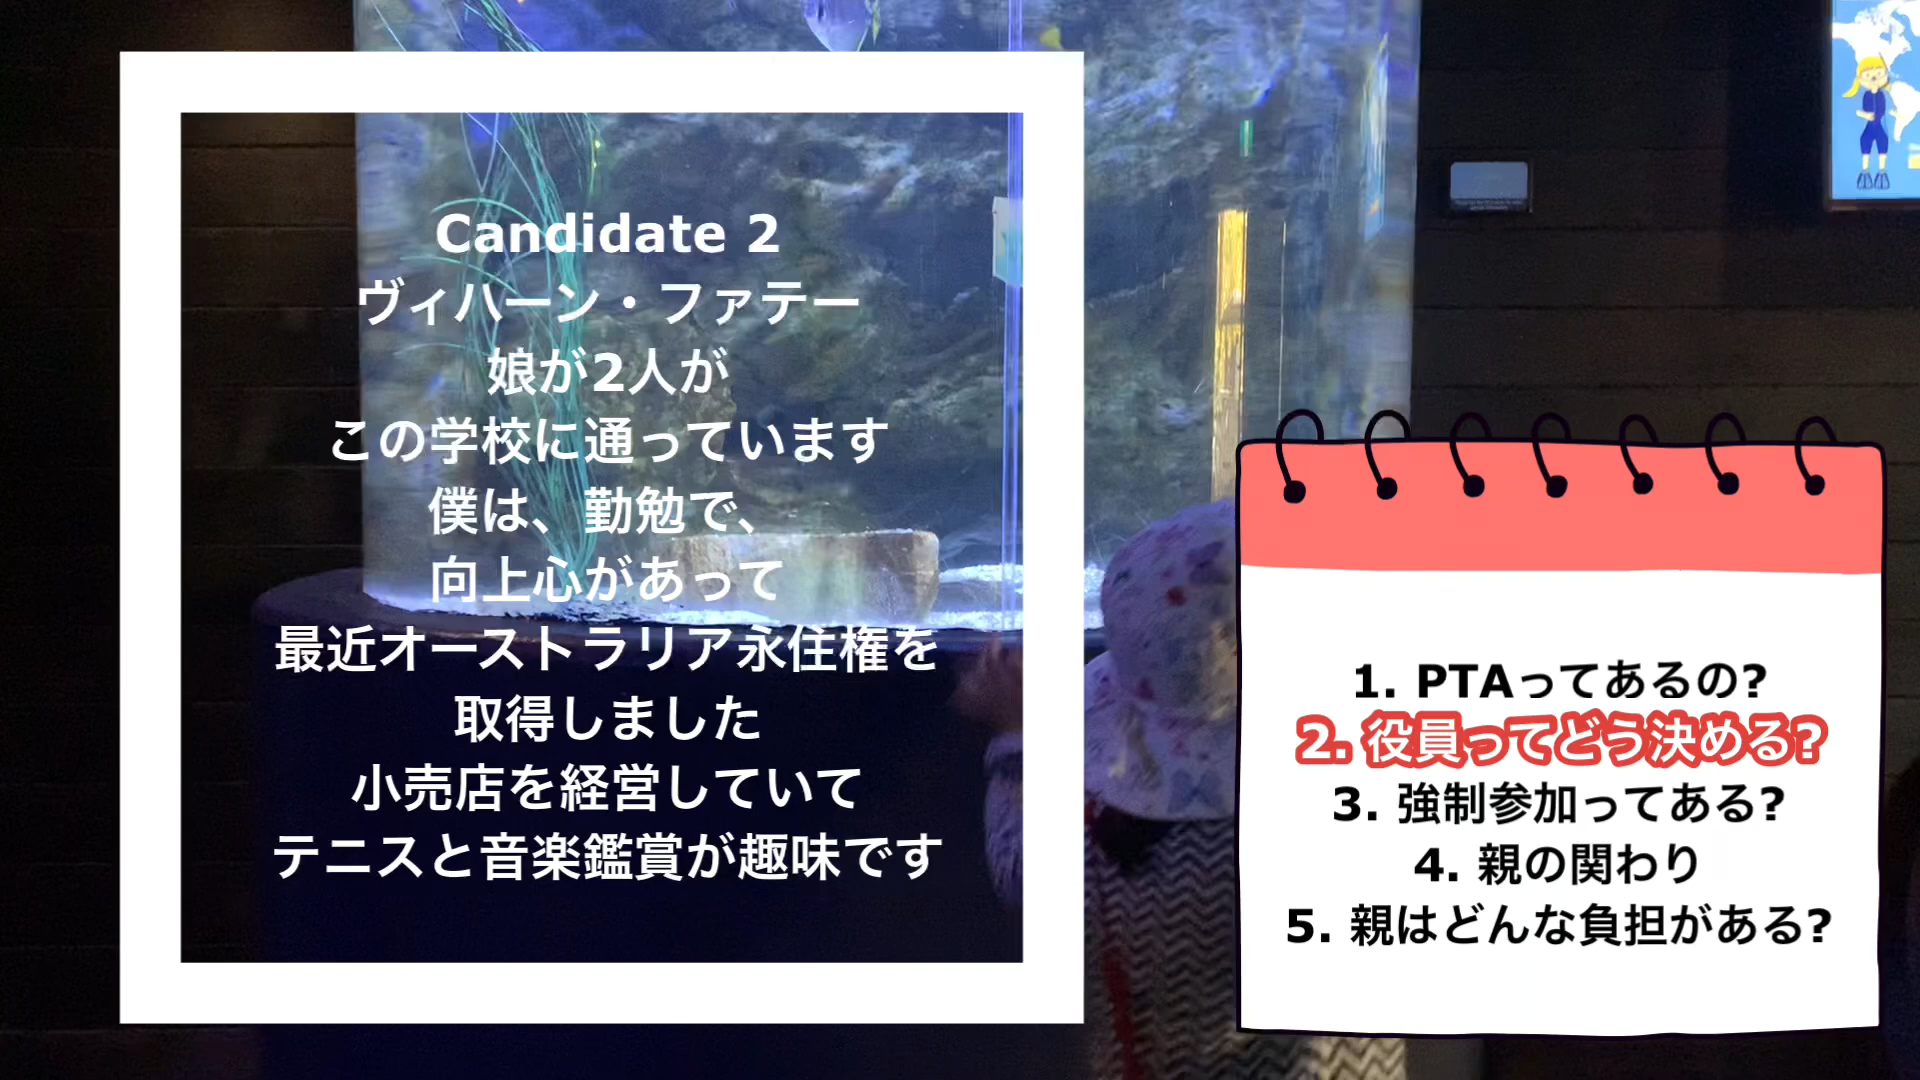 Candidate 2
ヴィハーン・ファテー
娘が2人が
この学校に通っています
僕は、勤勉で、
向上心があって
最近オーストラリア永住権を
取得しました
小売店を経営していて
テニスと音楽鑑賞が趣味です
1. PTAってあるの?
2. 役員ってどう決める?
3. 強制参加ってある?
4. 親の関わり
5. 親はどんな負担がある?